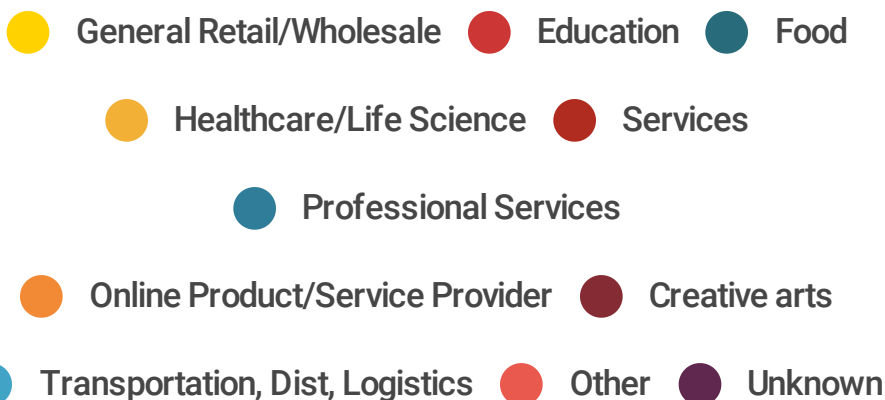 General Retail/Wholesale Education Food
Healthcare/Life Science Services
Professional Services
Online Product/Service Provider Creative arts
Transportation, Dist, Logistics Other Unknown